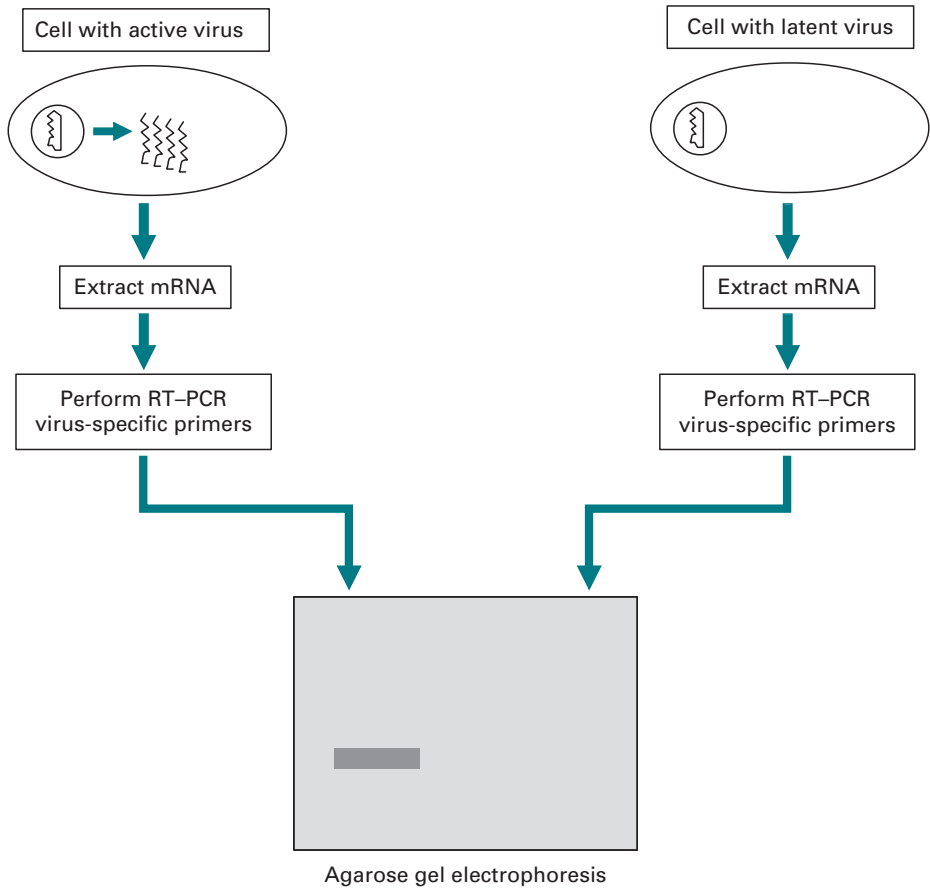 Cell with active virus
Cell with latent virus
Extract mRNA
Extract mRNA
Perform RT–PCR
virus-specific primers
Perform RT–PCR
virus-specific primers
Agarose gel electrophoresis